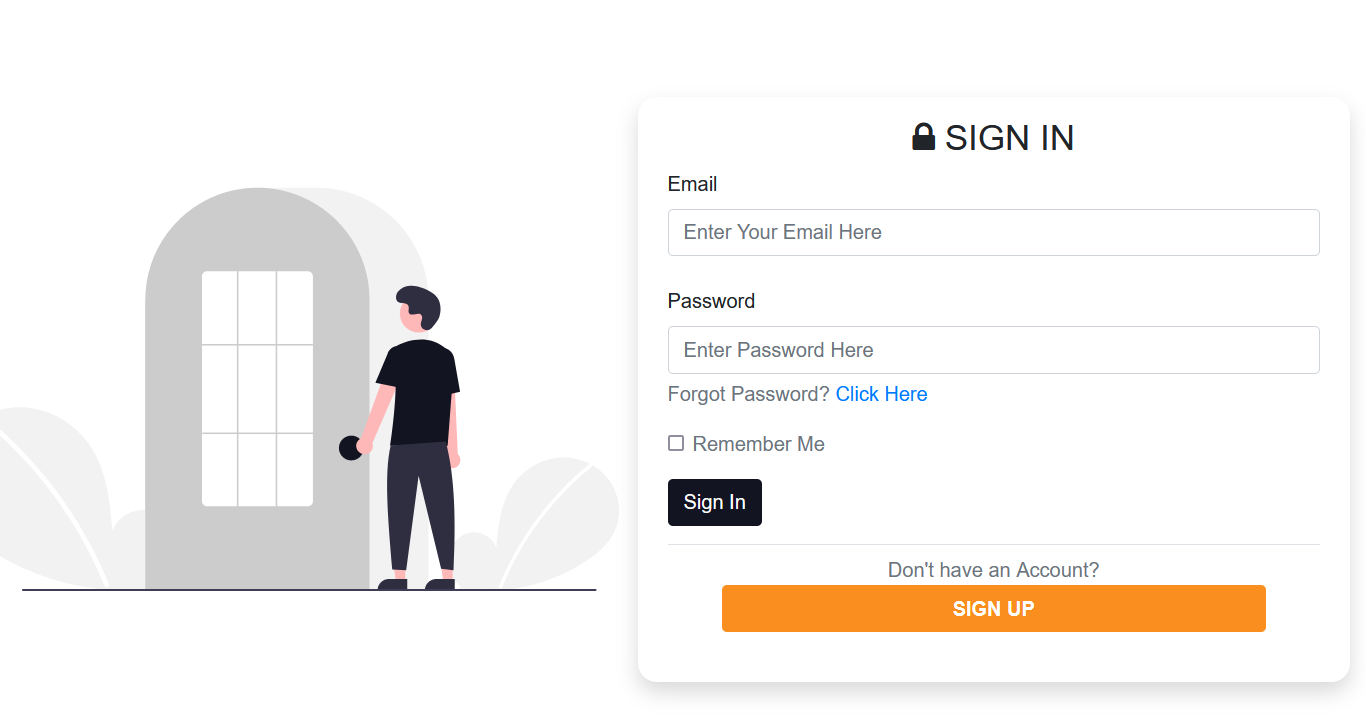 SIGN IN
Email
Enter Your Email Here
Password
Enter Password Here
Forgot Password? Click Here
Remember Me
Sign In
Don't have an Account?
SIGN UP